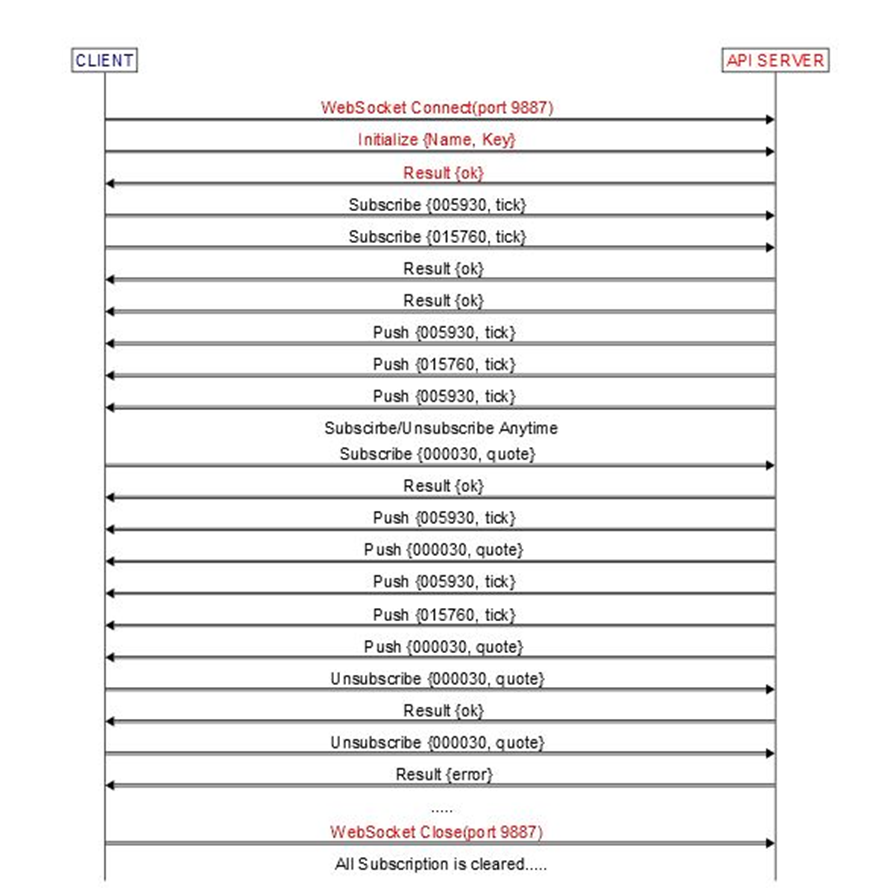 CLIENT API SERVER
WebSocket Connect(port 9887)
Initialize {Name, Key}
Result {ok}
Subscribe {005930, tick}
Subscribe {015760, tick}
Result {ok}
Result {ok}
Push {005930, tick}
Push {015760, tick}
Push {005930, tick}
Subscirbe/Unsubscribe Anytime
Subscribe {000030, quote}
Result {ok}
Push {005930, tick}
Push {000030, quote}
Push {005930, tick}
Push {015760, tick}
Push {000030, quote}
Unsubscribe {000030, quote}
Result {ok}
Unsubscribe {000030, quote}
Result {error}
.....
WebSocket Close(port 9887)
All Subscription is cleared.....